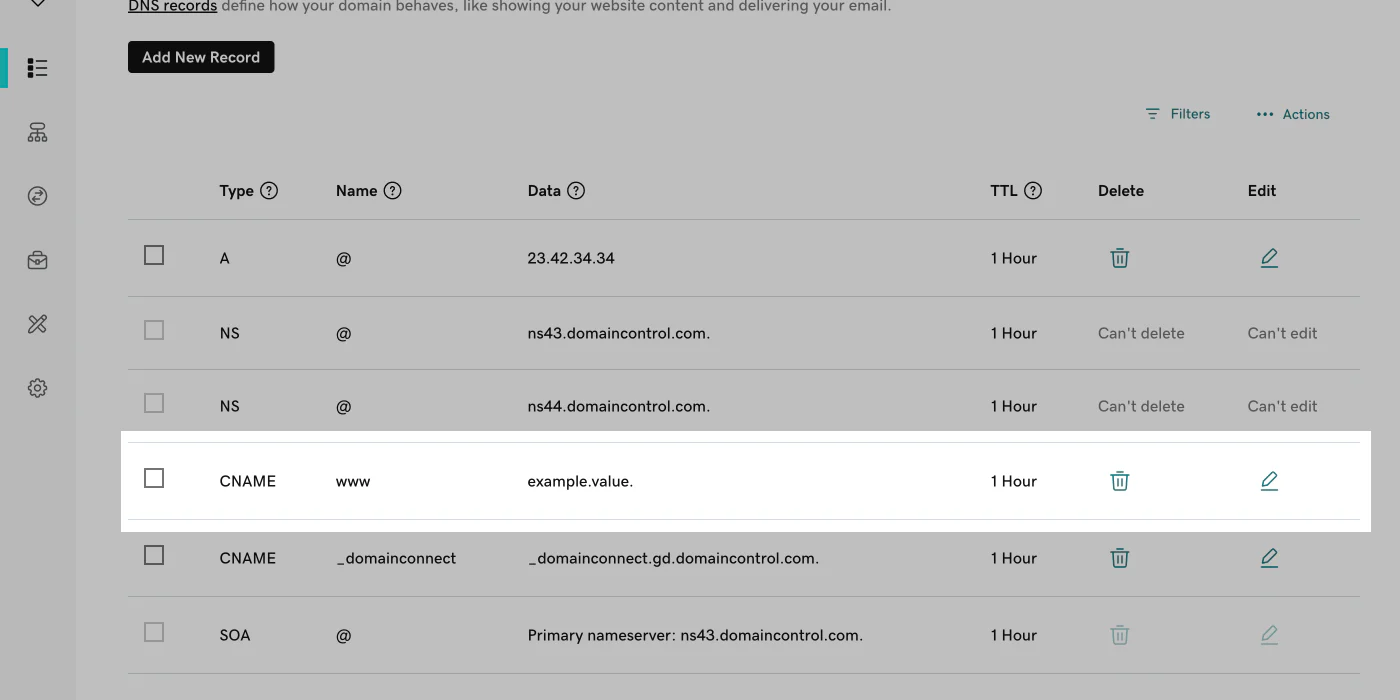 DNS records define how your domain behaves, like showing your website content and delivering your email.
Add New Record
Filters Actions
Type Name Data TTL Delete Edit
A @ 23.42.34.34 1 Hour
NS @ ns43.domaincontrol.com. 1 Hour Can't delete Can't edit
NS @ ns44.domaincontrol.com. 1 Hour Can't delete Can't edit
CNAME www example.value. 1 Hour
CNAME _domainconnect _domainconnect.gd.domaincontrol.com. 1 Hour
SOA @ Primary nameserver: ns43.domaincontrol.com. 1 Hour